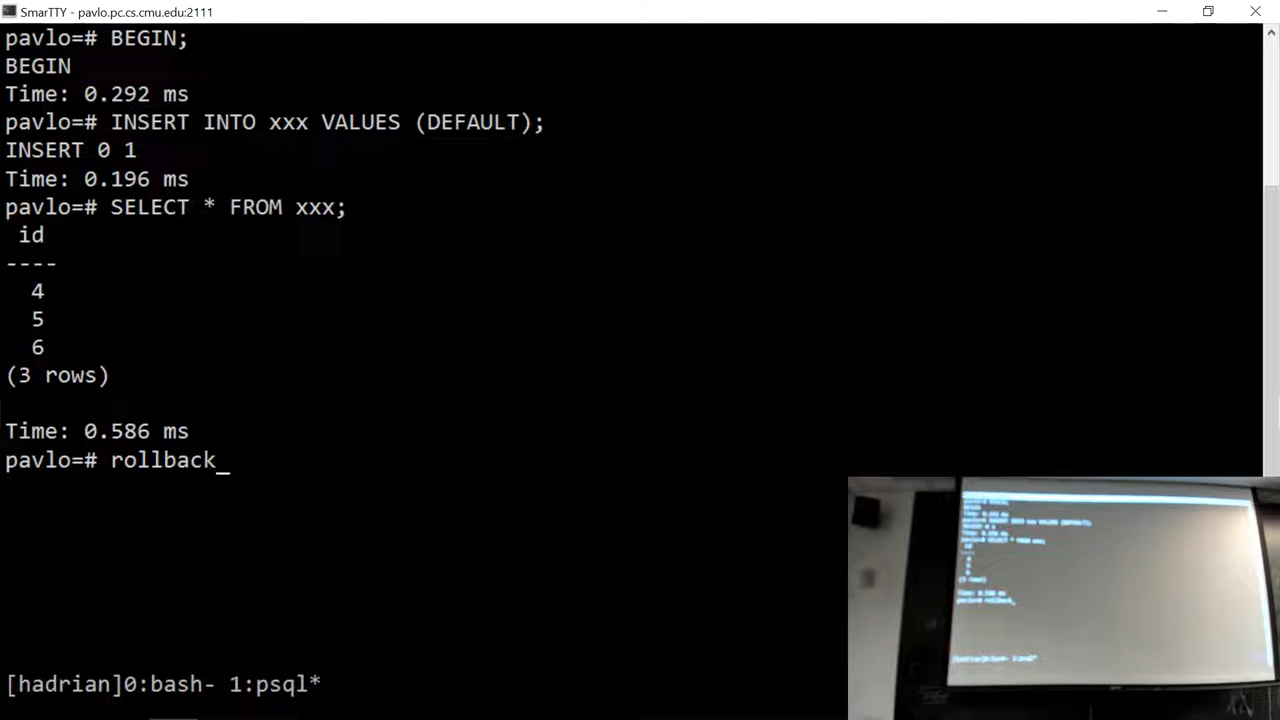 SmarTTY - pavlo.pc.cs.cmu.edu:2111
pavlo=# BEGIN;
BEGIN
Time: 0.292 ms
pavlo=# INSERT INTO xxx VALUES (DEFAULT);
INSERT 0 1
Time: 0.196 ms
pavlo=# SELECT * FROM xxx;
id
----
4
5
6
(3 rows)
Time: 0.586 ms
pavlo=# rollback_
[hadrian]0:bash- 1:psql*